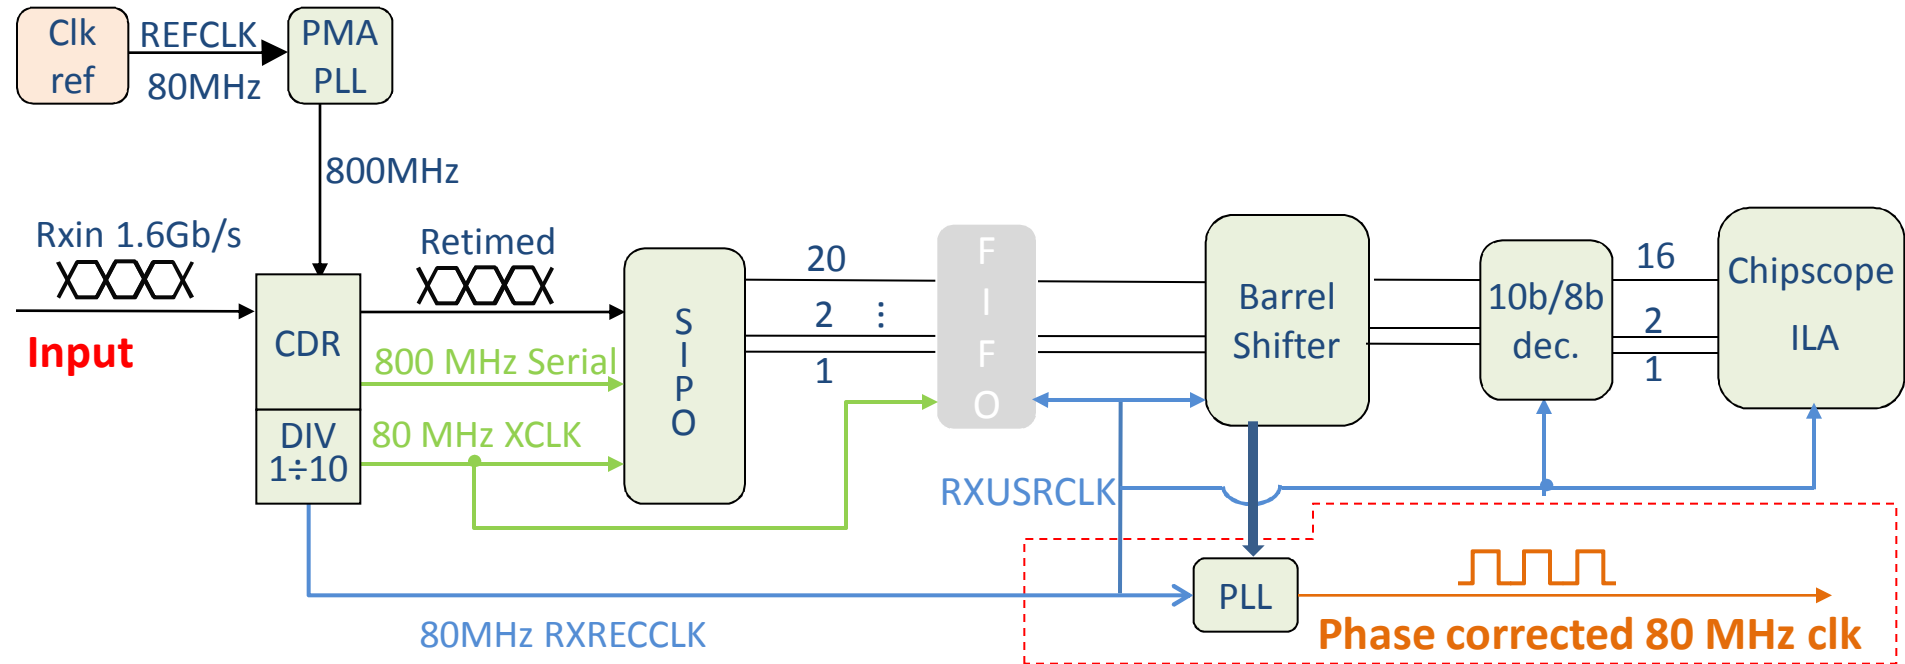 Clk
ref
REFCLK
80MHz
PMA
PLL
800MHz
Rxin 1.6Gb/s
Input
CDR
DIV
1÷10
Retimed
800 MHz Serial
80 MHz XCLK
S
I
P
O
20
2 ⋮
1
F
I
F
O
Barrel
Shifter
10b/8b
dec.
16
2
1
Chipscope
ILA
RXUSRCLK
80MHz RXRECCLK
PLL
Phase corrected 80 MHz clk